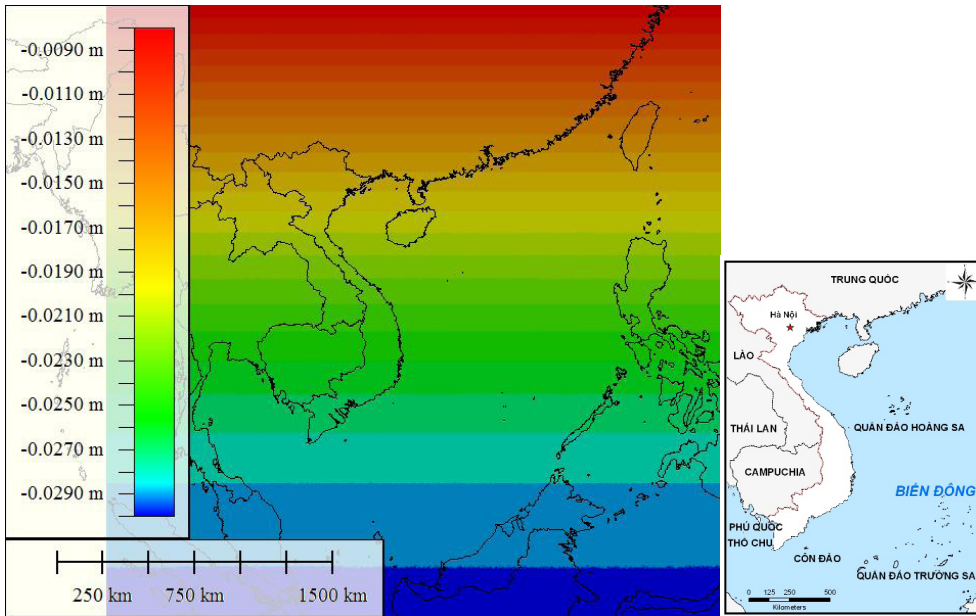 -0.0090 m
-0.0110 m
-0.0130 m
-0.0150 m
-0.0170 m
-0.0190 m
-0.0210 m
-0.0230 m
-0.0250 m
-0.0270 m
-0.0290 m
250 km 750 km 1500 km
TRUNG QUỐC
Hà Nội
LÀO
THÁI LAN
QUẦN ĐẢO HOÀNG SA
CAMPUCHIA
BIỂN ĐÔNG
PHÚ QUỐC
THỔ CHU
CÔN ĐẢO
QUẦN ĐẢO TRƯỜNG SA
0 125 250 500
Kilometers